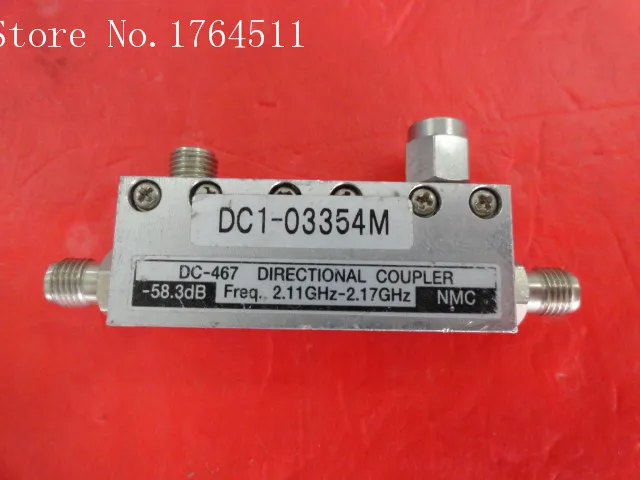 Store No.1764511
DC1-03354M
DC-467 DIRECTIONAL COUPLER
-58.3dB Freq. 2.11GHz-2.17GHz NMC